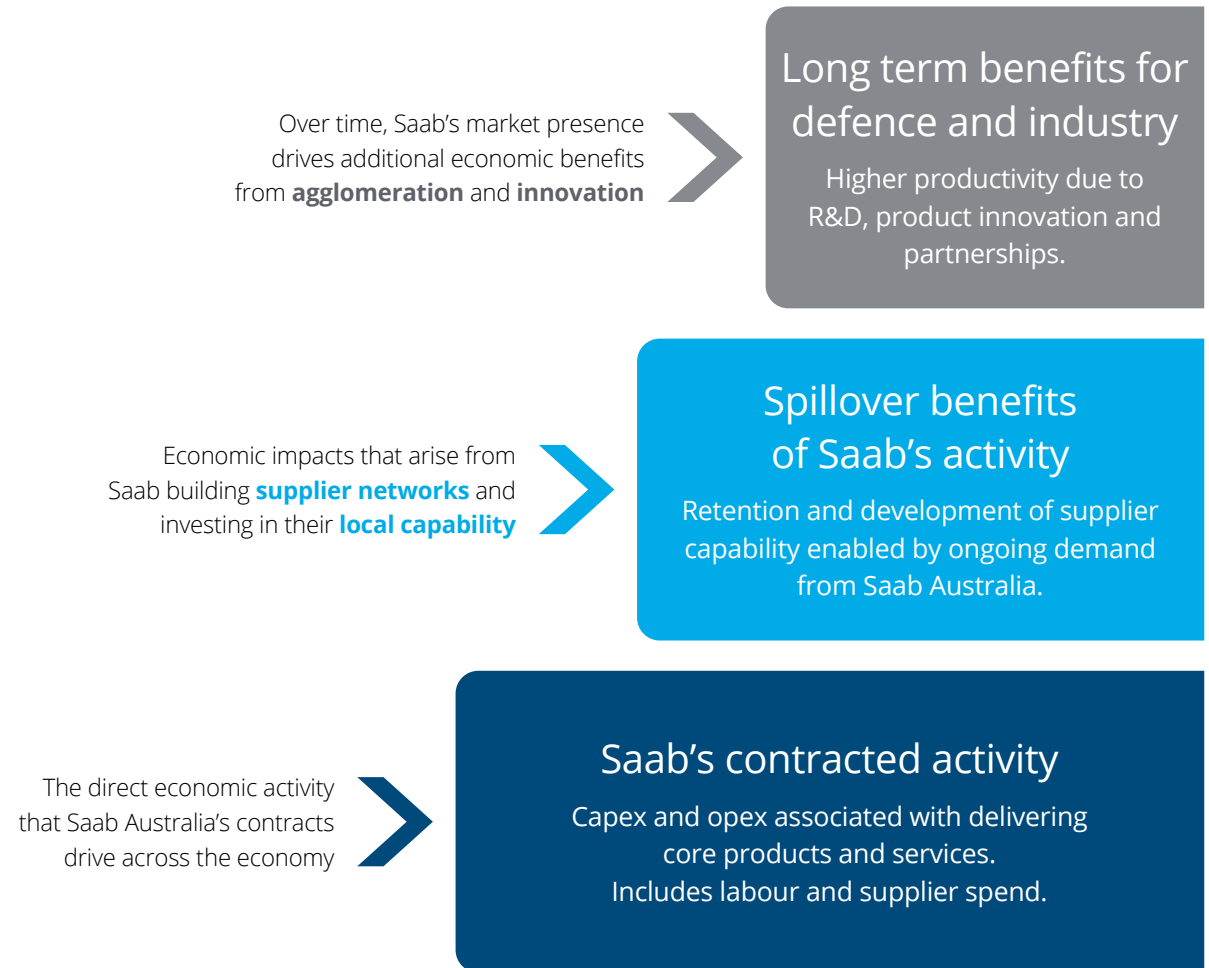 Long term benefits for
defence and industry
Higher productivity due to
R&D, product innovation and
partnerships.
Over time, Saab's market presence
drives additional economic benefits
from agglomeration and innovation
Spillover benefits
of Saab's activity
Retention and development of supplier
capability enabled by ongoing demand
from Saab Australia.
Economic impacts that arise from
Saab building supplier networks and
investing in their local capability
Saab's contracted activity
Capex and opex associated with delivering
core products and services.
Includes labour and supplier spend.
The direct economic activity
that Saab Australia's contracts
drive across the economy